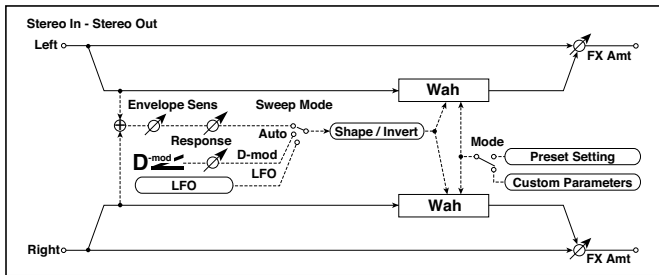 Stereo In - Stereo Out
Left
FX Amt
Wah
Envelope Sens
Sweep Mode
Auto
Response
Shape / Invert
Mode
D-mod
D-mod
Preset Setting
LFO
LFO
Custom Parameters
Wah
Right
FX Amt